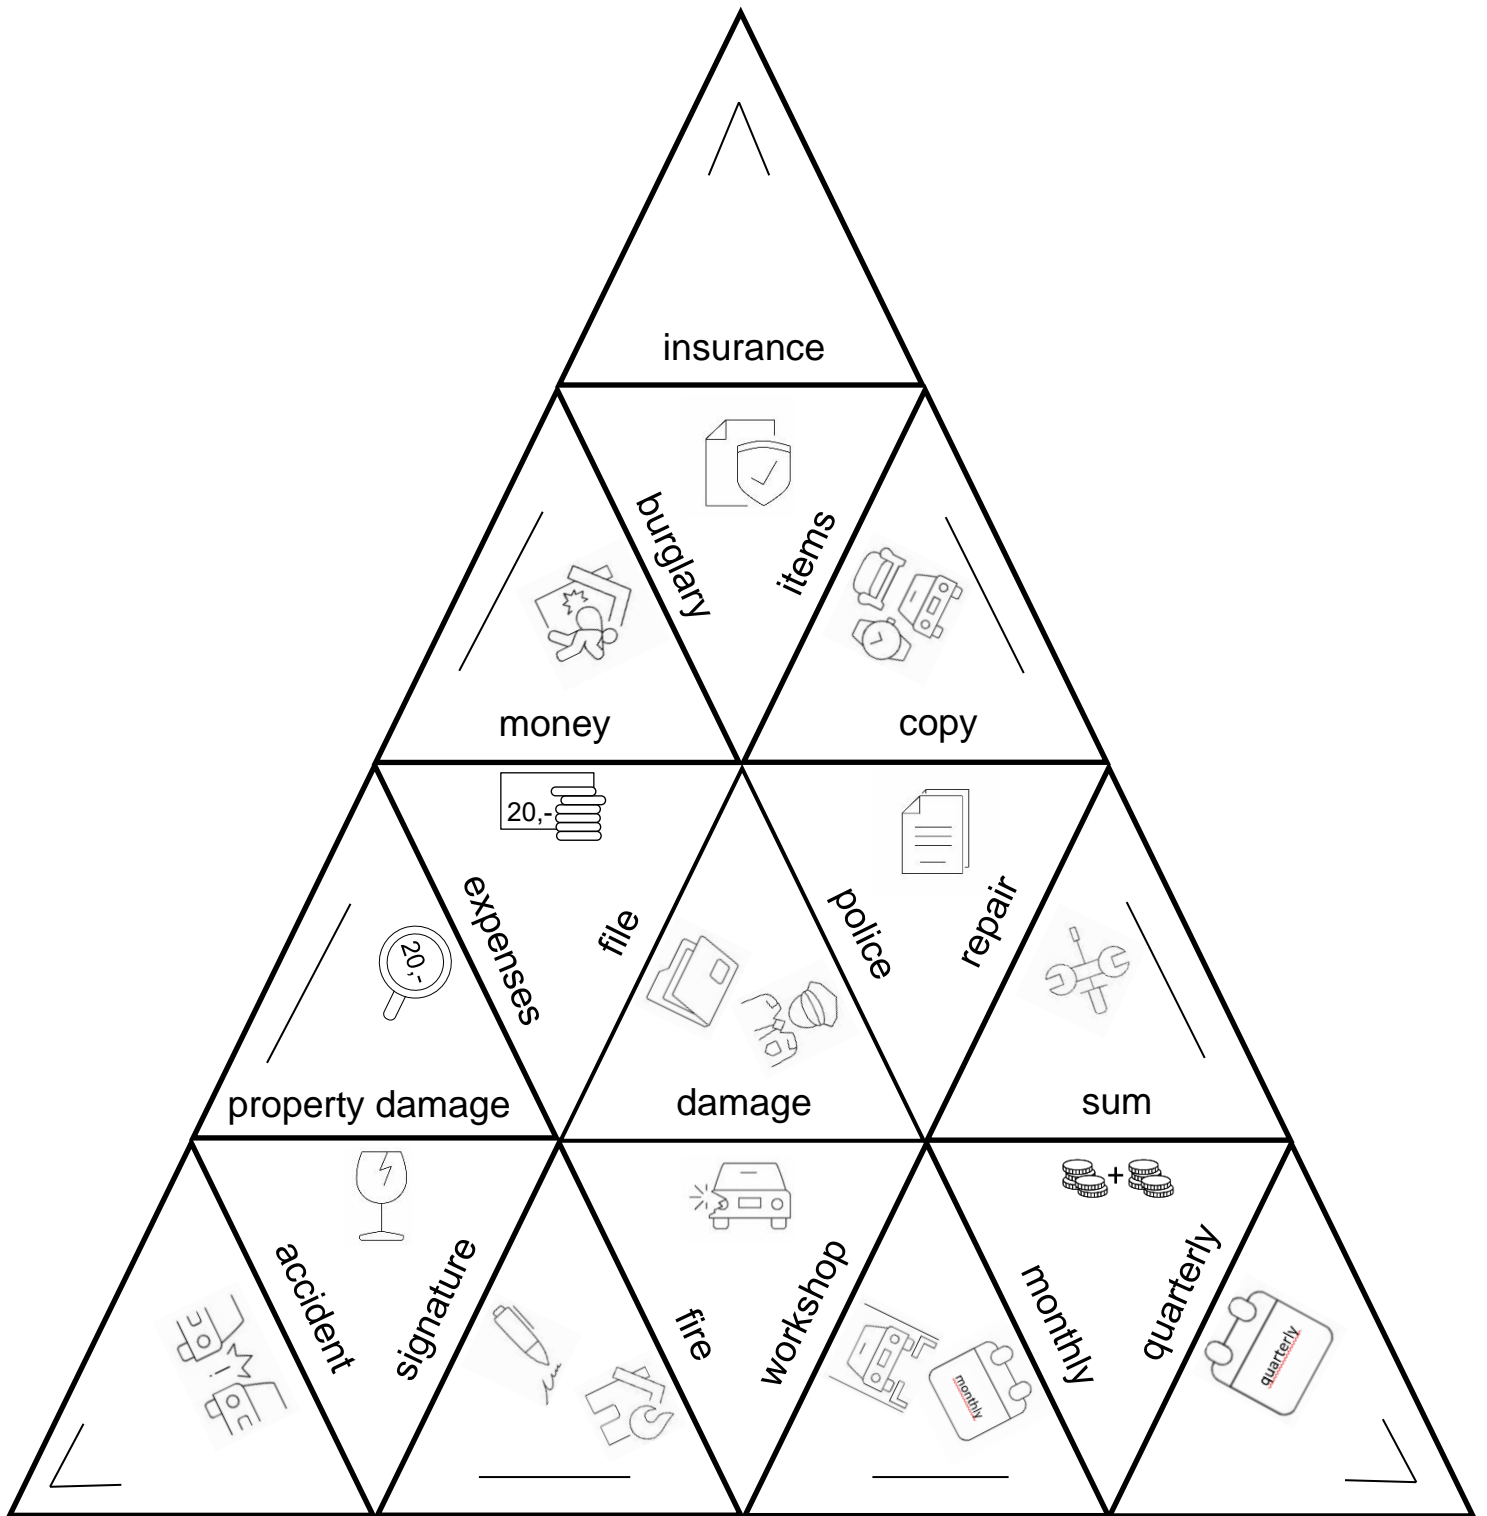 insurance
burglary
items
money
copy
20,-
expenses
file
police
repair
20,-
property damage
damage
sum
+
accident
signature
fire
workshop
monthly
quarterly
monthly
quarterly